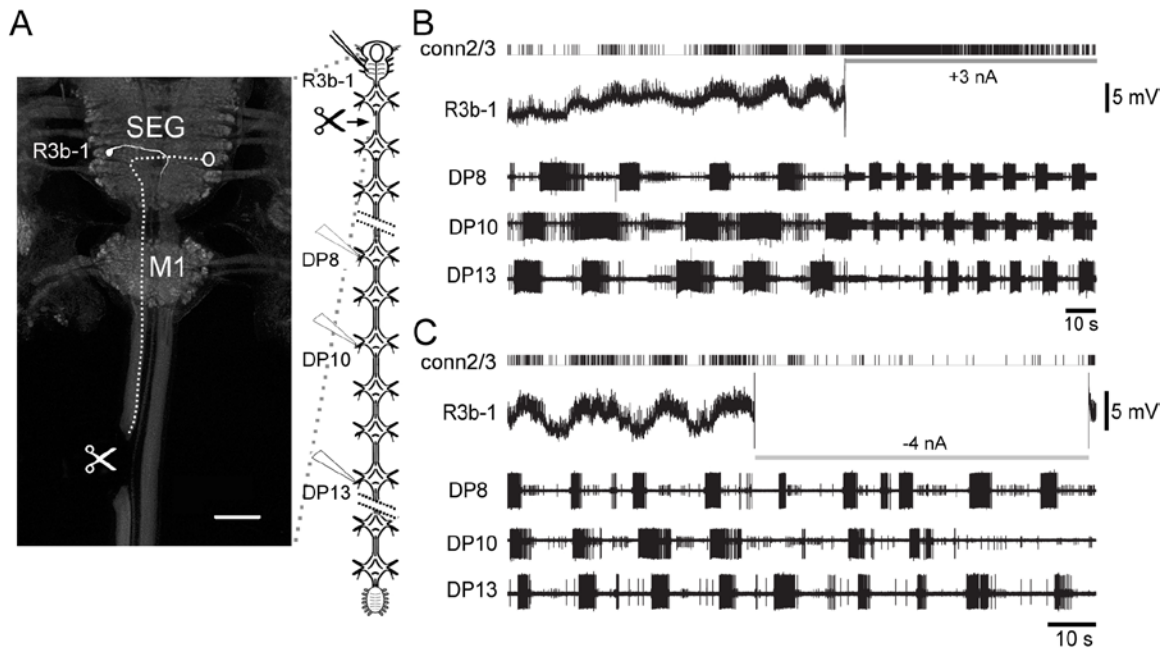 A
SEG
R3b-1
M1
R3b-1
DP8
DP10
DP13
B
conn2/3
+3 nA
R3b-1
5 mV
DP8
DP10
DP13
10 s
C
conn2/3
R3b-1
5 mV
-4 nA
DP8
DP10
DP13
10 s